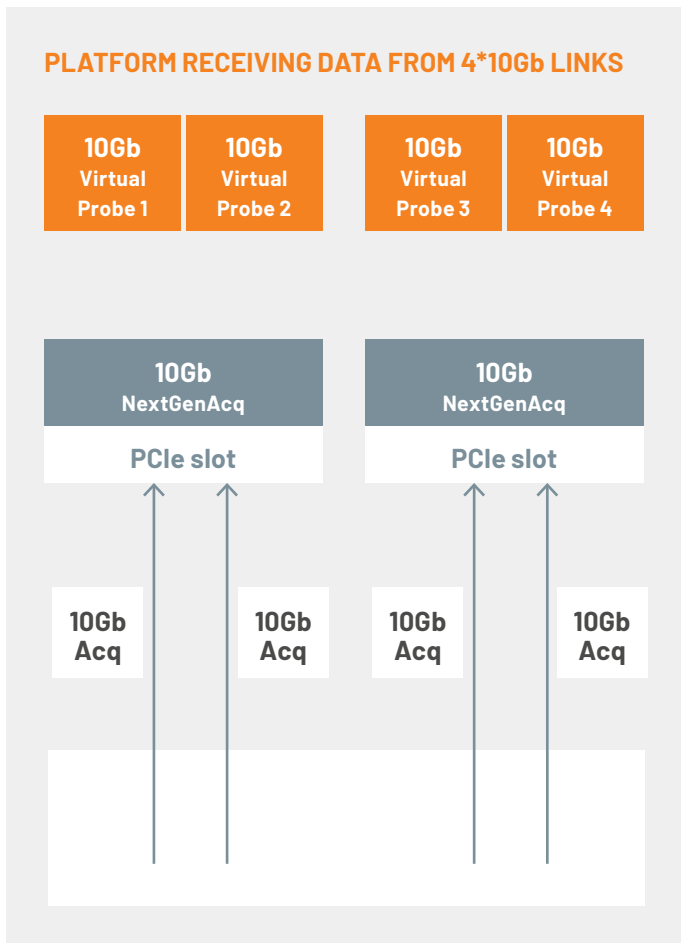 PLATFORM RECEIVING DATA FROM 4*10Gb LINKS
10Gb
Virtual
Probe 1
10Gb
Virtual
Probe 2
10Gb
Virtual
Probe 3
10Gb
Virtual
Probe 4
10Gb
NextGenAcq
PCIe slot
10Gb
NextGenAcq
PCIe slot
10Gb
Acq
10Gb
Acq
10Gb
Acq
10Gb
Acq